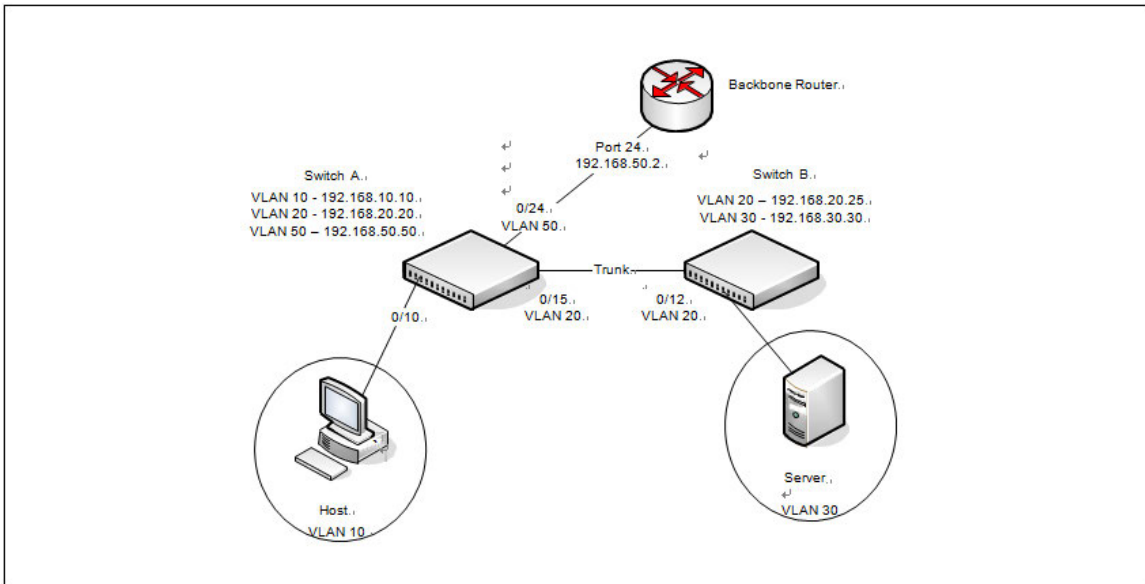 Backbone Router.
Port 24.
192.168.50.2.
Switch A.
VLAN 10 - 192.168.10.10.
VLAN 20 - 192.168.20.20.
VLAN 50 – 192.168.50.50.
Switch B.
VLAN 20 – 192.168.20.25.
VLAN 30 - 192.168.30.30.
0/24.
VLAN 50.
Trunk.
0/10.
0/15.
VLAN 20.
0/12.
VLAN 20.
Host.
VLAN 10.
Server.
VLAN 30